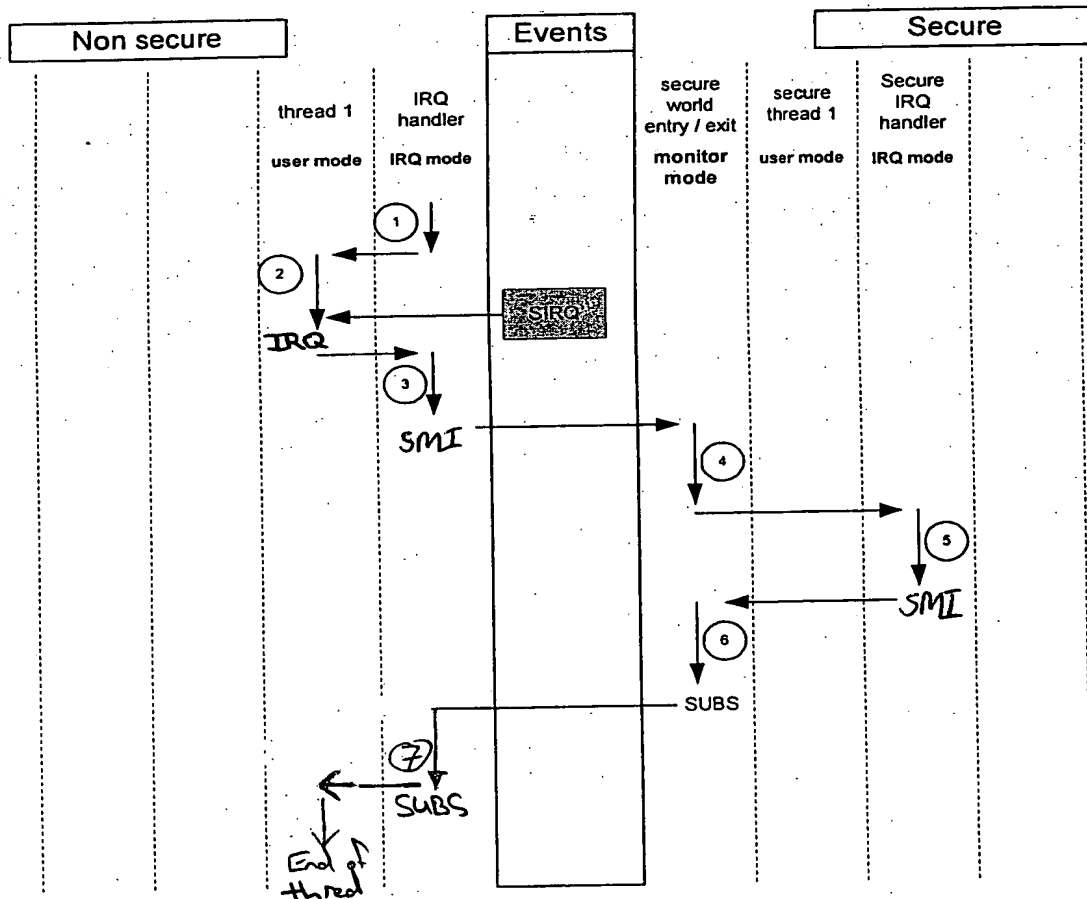 Non secure
Events
Secure
thread 1
user mode
IRQ
handler
IRQ mode
secure
world
entry / exit
monitor
mode
secure
thread 1
user mode
Secure
IRQ
handler
IRQ mode
1
2
SIRQ
IRQ
3
SMI
4
5
SMI
6
SUBS
7
SUBS
End of
thred